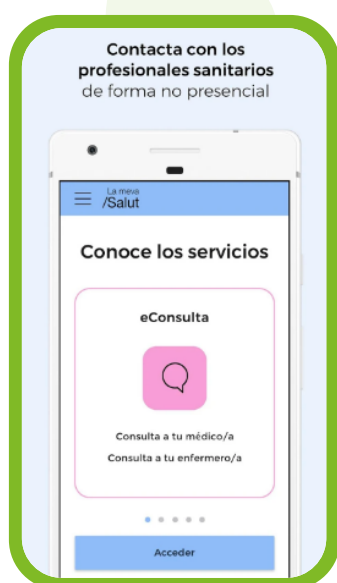 Contacta con los
profesionales sanitarios
de forma no presencial
La meva
/Salut
Conoce los servicios
eConsulta
Consulta a tu médico/a
Consulta a tu enfermero/a
Acceder